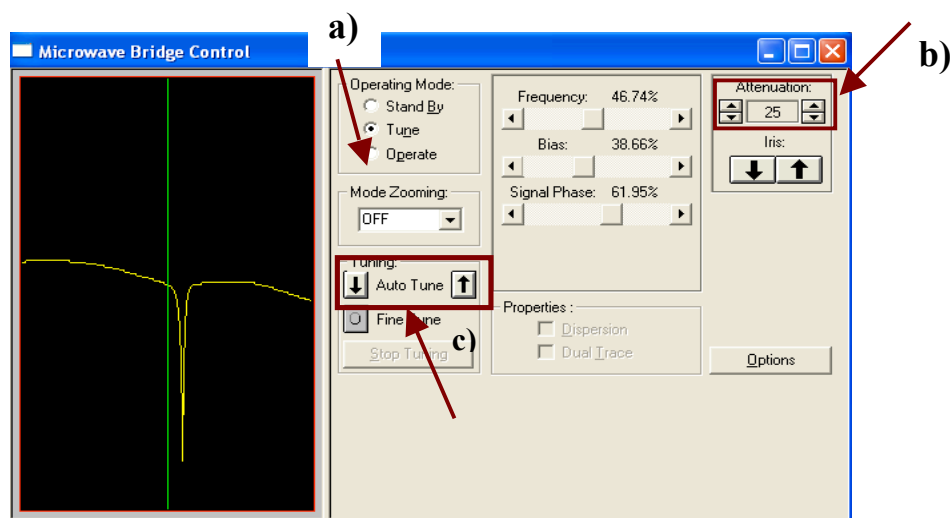 a)
b)
Microwave Bridge Control
Operating Mode:
Stand By
Tune
Operate
Mode Zooming:
OFF
Tuning:
Auto Tune
Fine Tune
c)
Stop Tuning
Frequency: 46.74%
Bias: 38.66%
Signal Phase: 61.95%
Properties :
Dispersion
Dual Trace
Attenuation:
25
Iris:
Options